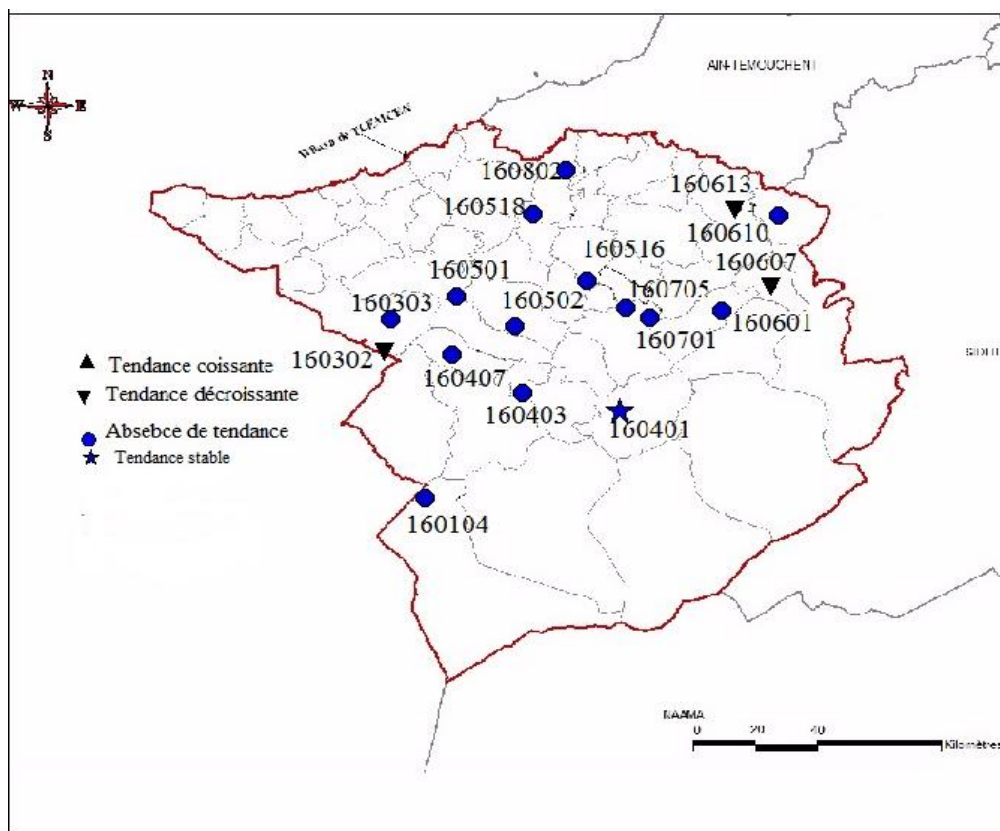 AIN-TEMOUCHENT
N
W E
S
Wilaya de TLEMCEN
160802
160613
160518
160610
160516
160607
160501
160502
160705
160303
160601
160701
160302
Tendance coissante
160407
Tendance décroissante
160403
160401
Absebce de tendance
Tendance stable
160104
NAAMA
0 20 40
Kilomètres